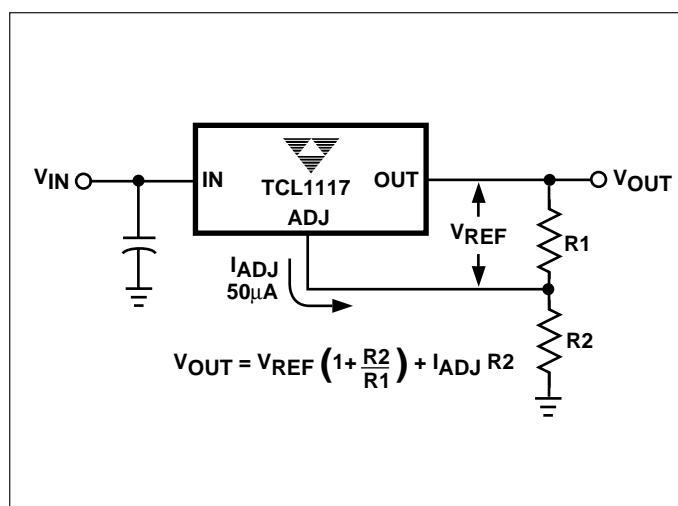 VIN
IN
TCL1117
OUT
ADJ
VOUT
VREF
R1
IADJ
50µA
R2
VOUT = VREF (1+ R2/R1) + IADJ R2